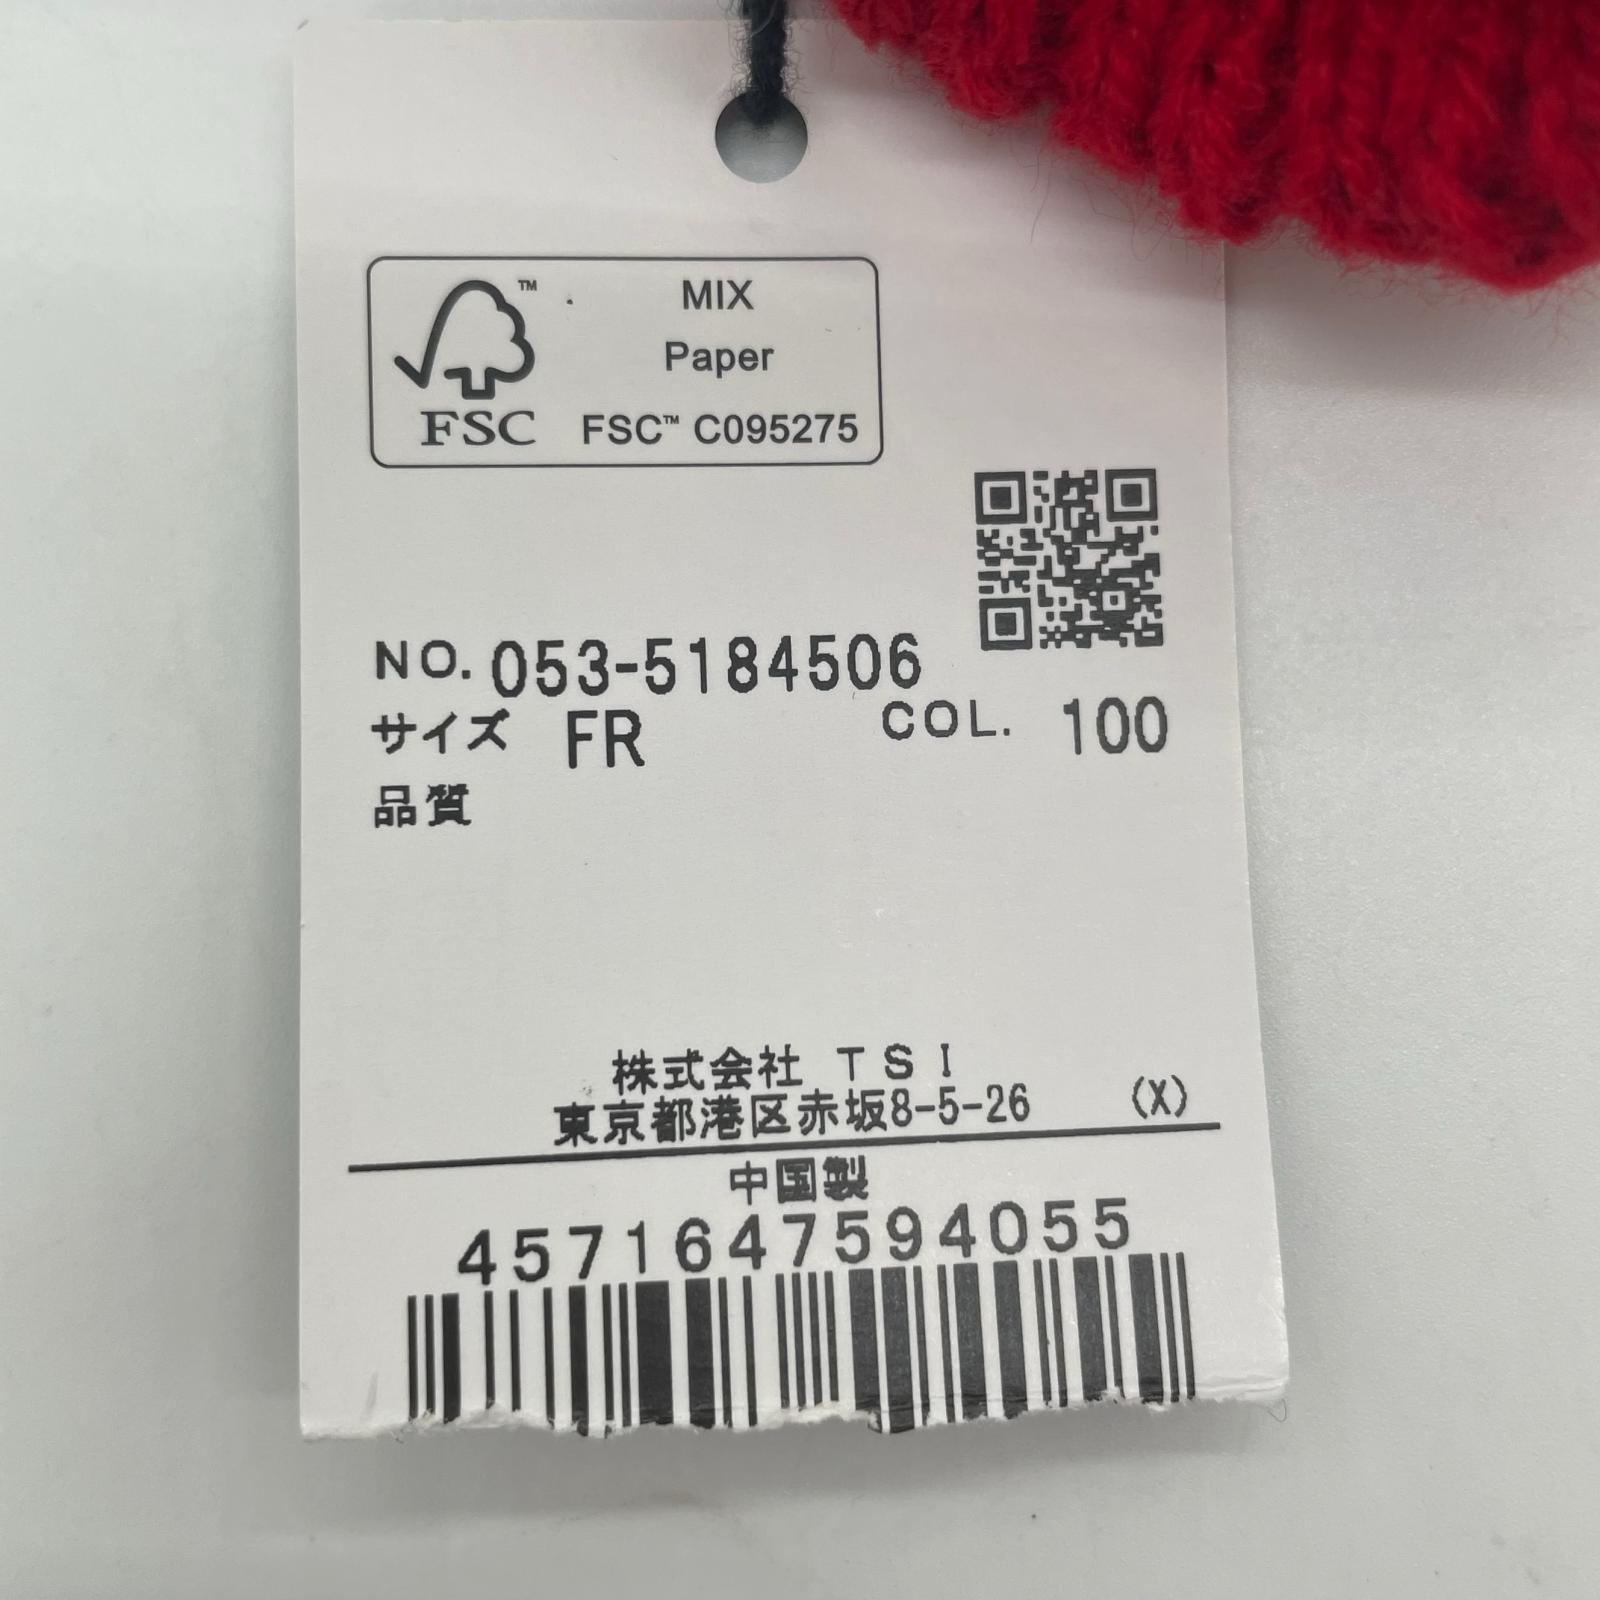 MIX
Paper
FSC™ C095275
™
FSC
NO. 053-5184506
サイズ FR COL. 100
品質
株式会社 TSI
東京都港区赤坂8-5-26 (X)
中国製
4571647594055